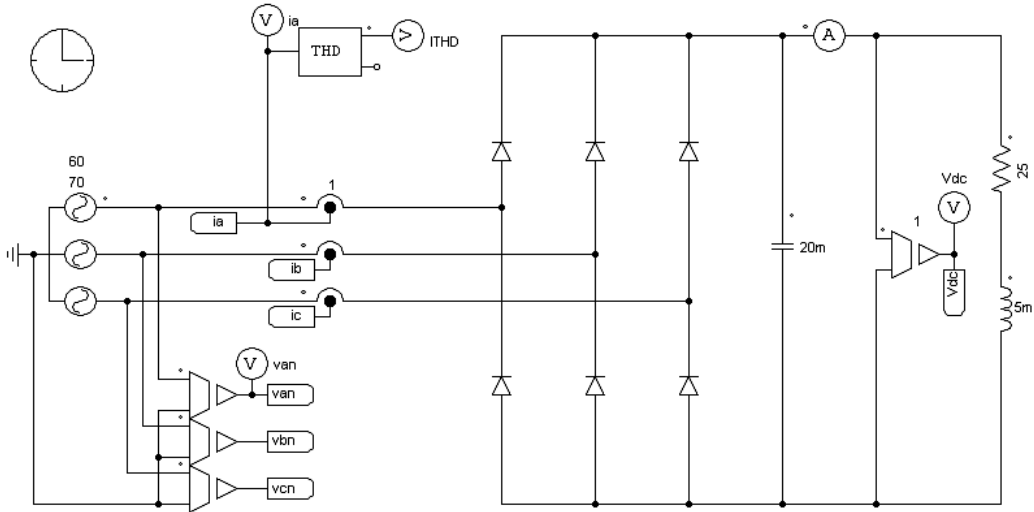 V
ia
THD
V
ITHD
A
60
70
1
ia
ib
ic
20m
1
Vdc
V
Vdc
25
5m
V
van
van
vbn
vcn